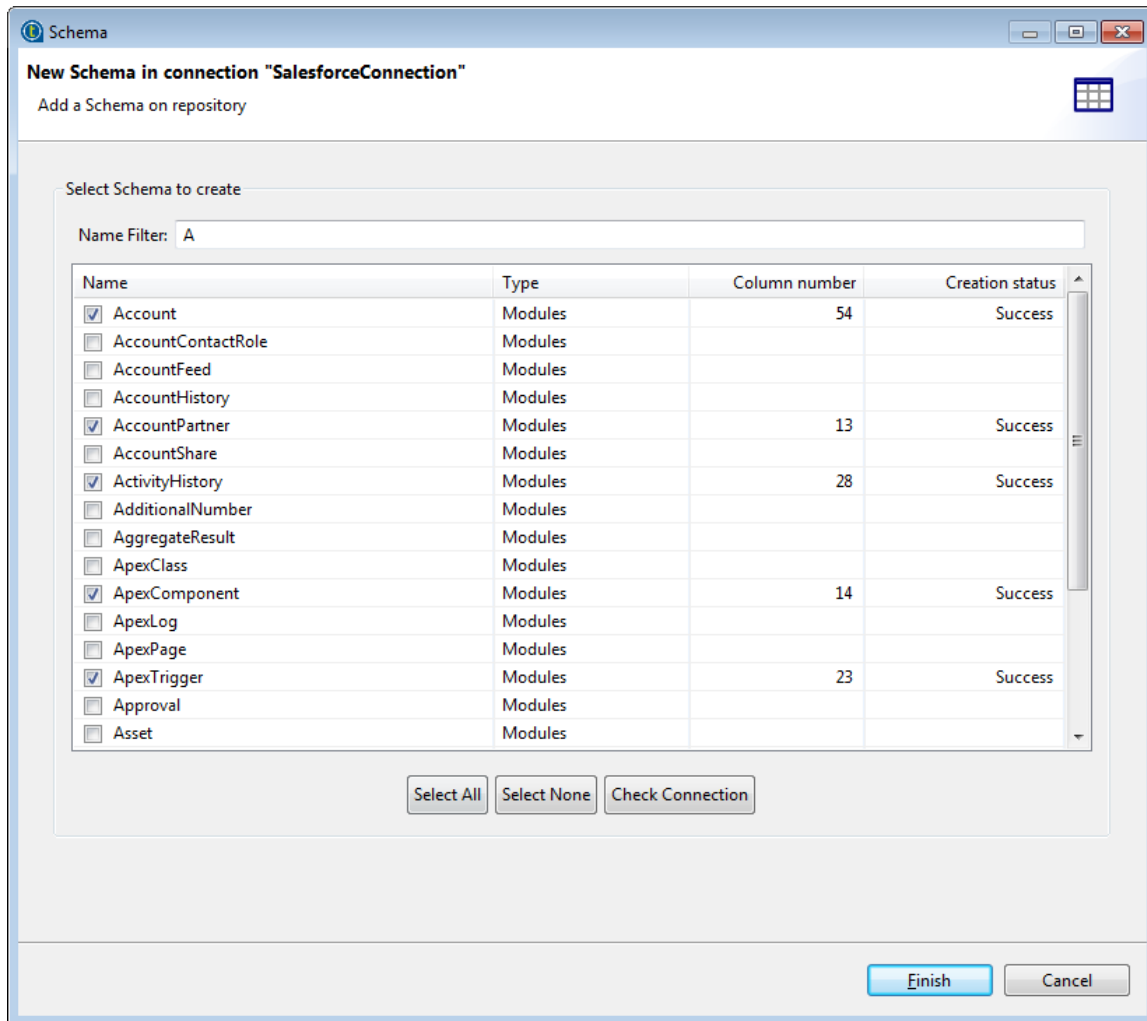 Schema
New Schema in connection "SalesforceConnection"
Add a Schema on repository
Select Schema to create
Name Filter: A
Name Type Column number Creation status
Account Modules 54 Success
AccountContactRole Modules
AccountFeed Modules
AccountHistory Modules
AccountPartner Modules 13 Success
AccountShare Modules
ActivityHistory Modules 28 Success
AdditionalNumber Modules
AggregateResult Modules
ApexClass Modules
ApexComponent Modules 14 Success
ApexLog Modules
ApexPage Modules
ApexTrigger Modules 23 Success
Approval Modules
Asset Modules
Select All Select None Check Connection
Finish Cancel